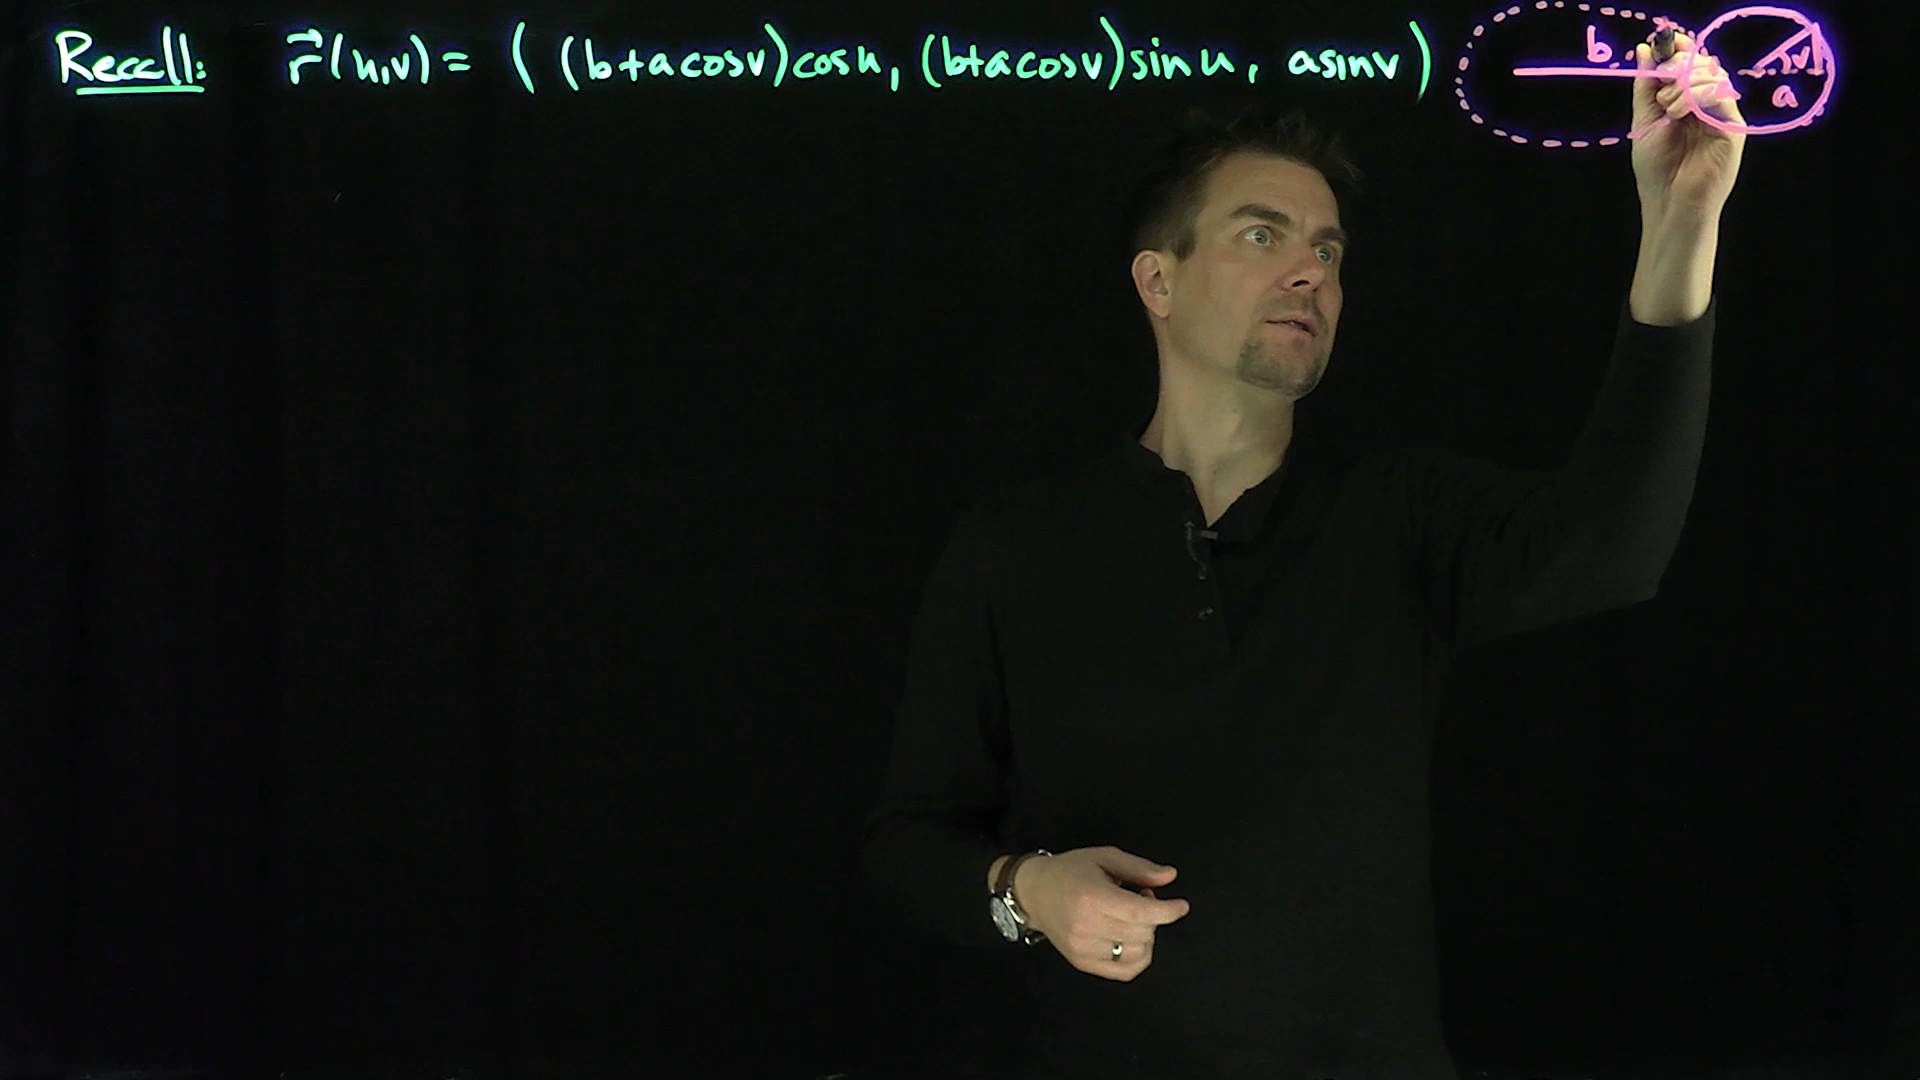 Recall: r⃗(u,v) = ( (b+acosv)cosu, (b+acosv)sinu, asinv )
b v a